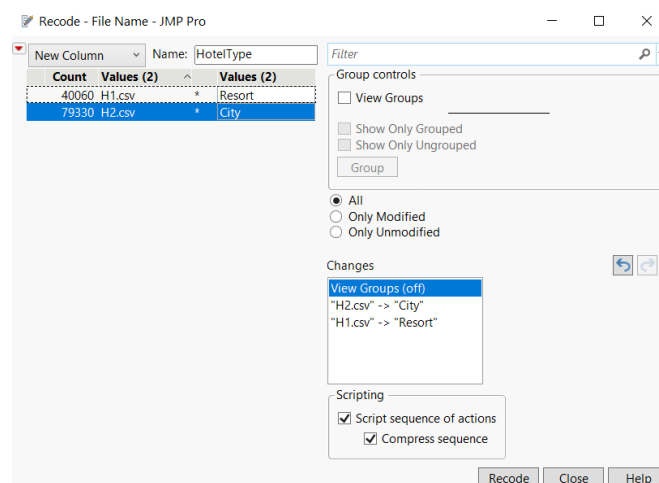 Recode - File Name - JMP Pro
New Column Name: HotelType
Count Values (2) Values (2)
40060 H1.csv * Resort
79330 H2.csv * City
Filter
Group controls
View Groups
Show Only Grouped
Show Only Ungrouped
Group
All
Only Modified
Only Unmodified
Changes
View Groups (off)
"H2.csv" -> "City"
"H1.csv" -> "Resort"
Scripting
Script sequence of actions
Compress sequence
Recode Close Help